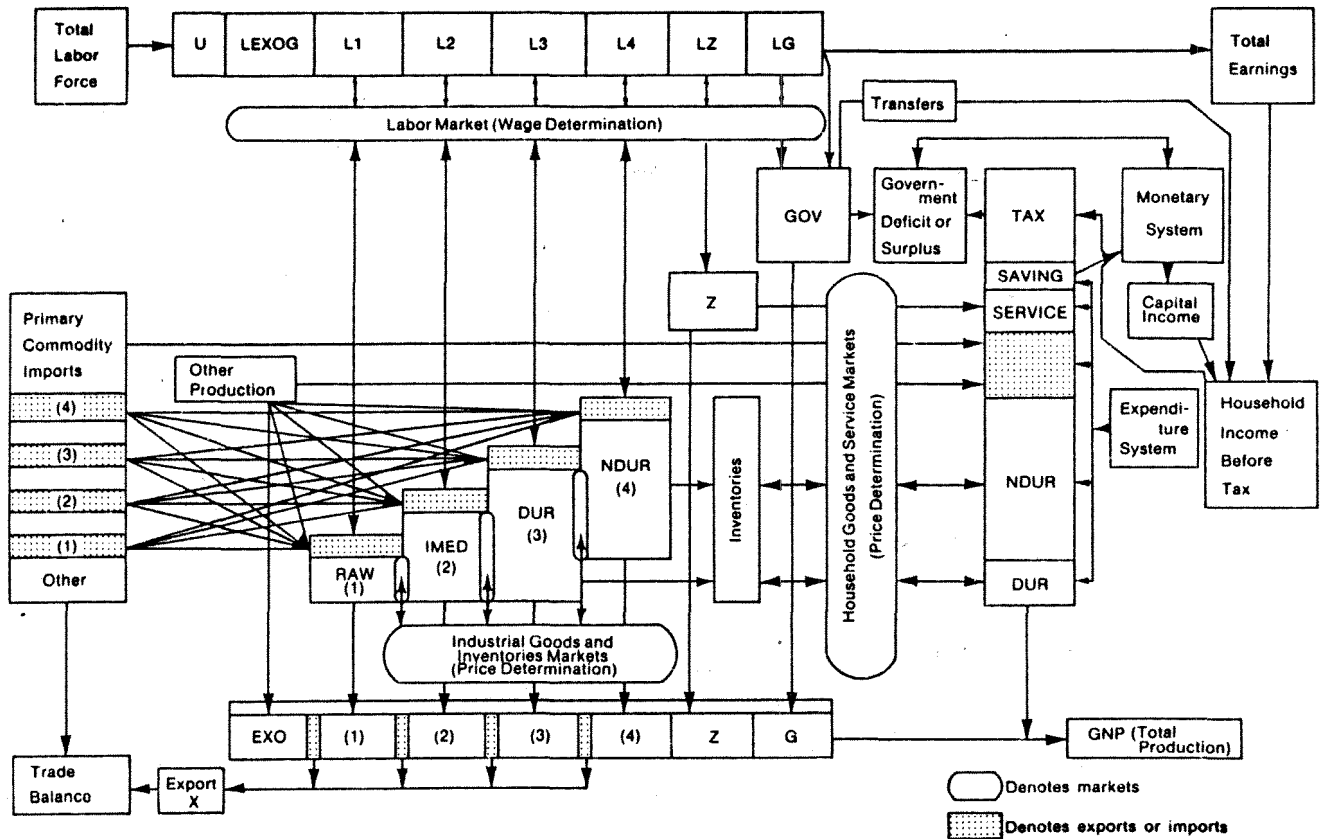 Total
Labor
Force
U LEXOG L1 L2 L3 L4 LZ LG
Total
Earnings
Labor Market (Wage Determination)
Transfers
GOV
Govern-
ment
Deficit or
Surplus
TAX
Monetary
System
SAVING
Z
SERVICE
Capital
Income
Primary
Commodity
Imports
(4)
(3)
(2)
(1)
Other
Other
Production
RAW
(1)
IMED
(2)
DUR
(3)
NDUR
(4)
Inventories
Household Goods and Service Markets
(Price Determination)
NDUR
DUR
Expendi-
ture
System
Household
Income
Before
Tax
Industrial Goods and
Inventories Markets
(Price Determination)
EXO (1) (2) (3) (4) Z G
GNP (Total
Production)
Trade
Balanco
Export
X
Denotes markets
Denotes exports or imports